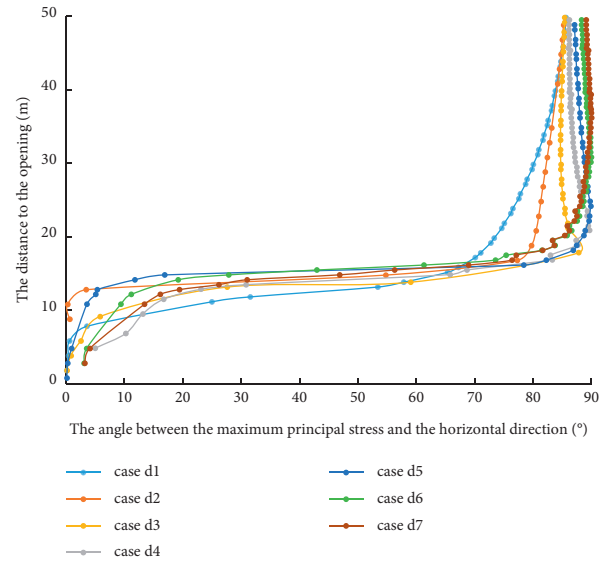 The distance to the opening (m)
50
40
30
20
10
0
0 10 20 30 40 50 60 70 80 90
The angle between the maximum principal stress and the horizontal direction (°)
case d1
case d2
case d3
case d4
case d5
case d6
case d7